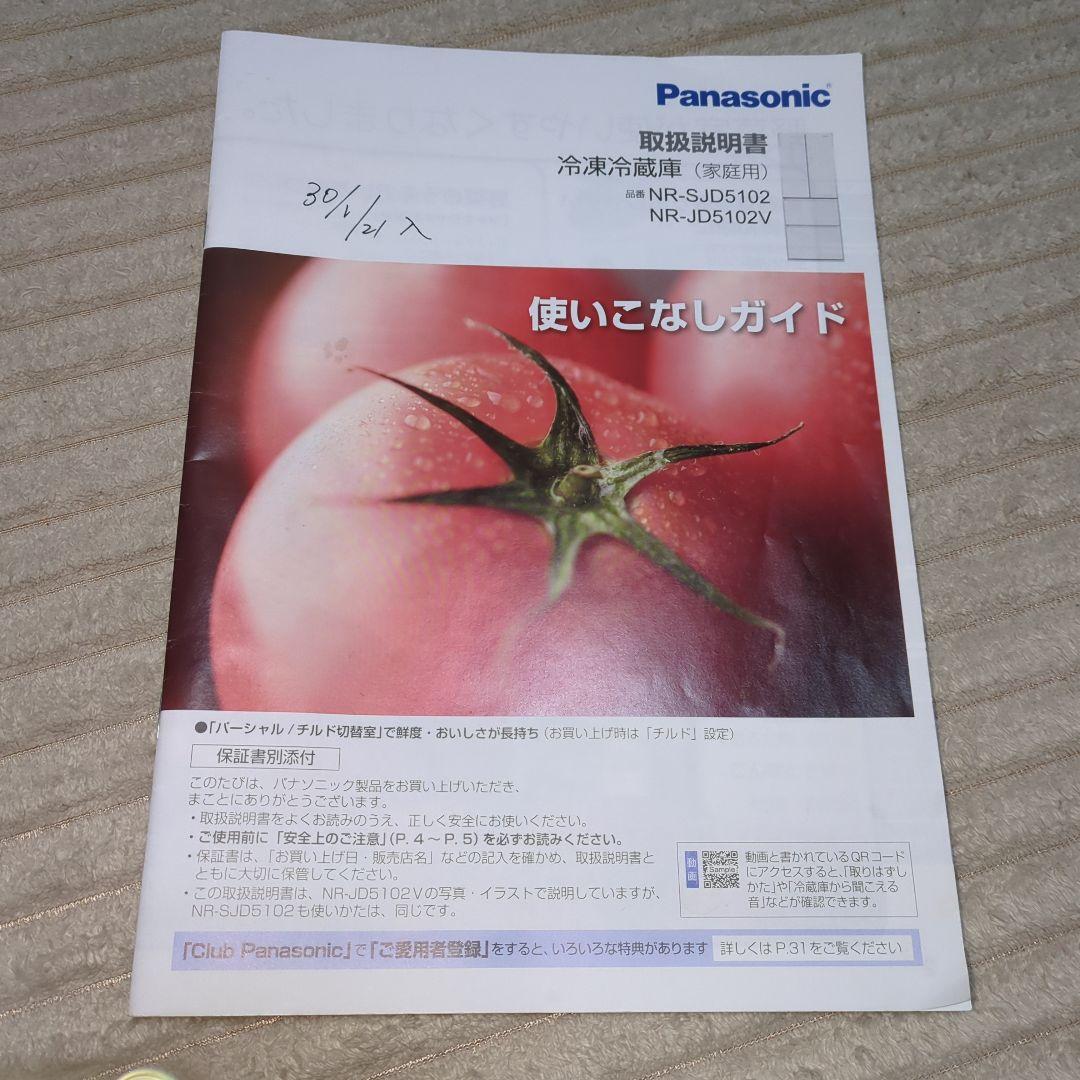 Panasonic
取扱説明書
冷凍冷蔵庫（家庭用）
品番 NR-SJD5102
NR-JD5102V
30/1/21 入
使いこなしガイド
●「パーシャル / チルド切替室」で鮮度・おいしさが長持ち（お買い上げ時は「チルド」設定）
保証書別添付
このたびは、パナソニック製品をお買い上げいただき、
まことにありがとうございます。
・取扱説明書をよくお読みのうえ、正しく安全にお使いください。
・ご使用前に「安全上のご注意」（P. 4 ～ P. 5）を必ずお読みください。
・保証書は、「お買い上げ日・販売店名」などの記入を確かめ、取扱説明書と
ともに大切に保管してください。
・この取扱説明書は、NR-JD5102Vの写真・イラストで説明していますが、
NR-SJD5102 も使いかたは、同じです。
動画
Sample
動画と書かれているQRコード
にアクセスすると、「取りはずし
かた」や「冷蔵庫から聞こえる
音」などが確認できます。
「Club Panasonic」で「ご愛用者登録」をすると、いろいろな特典があります
詳しくは P.31をご覧ください